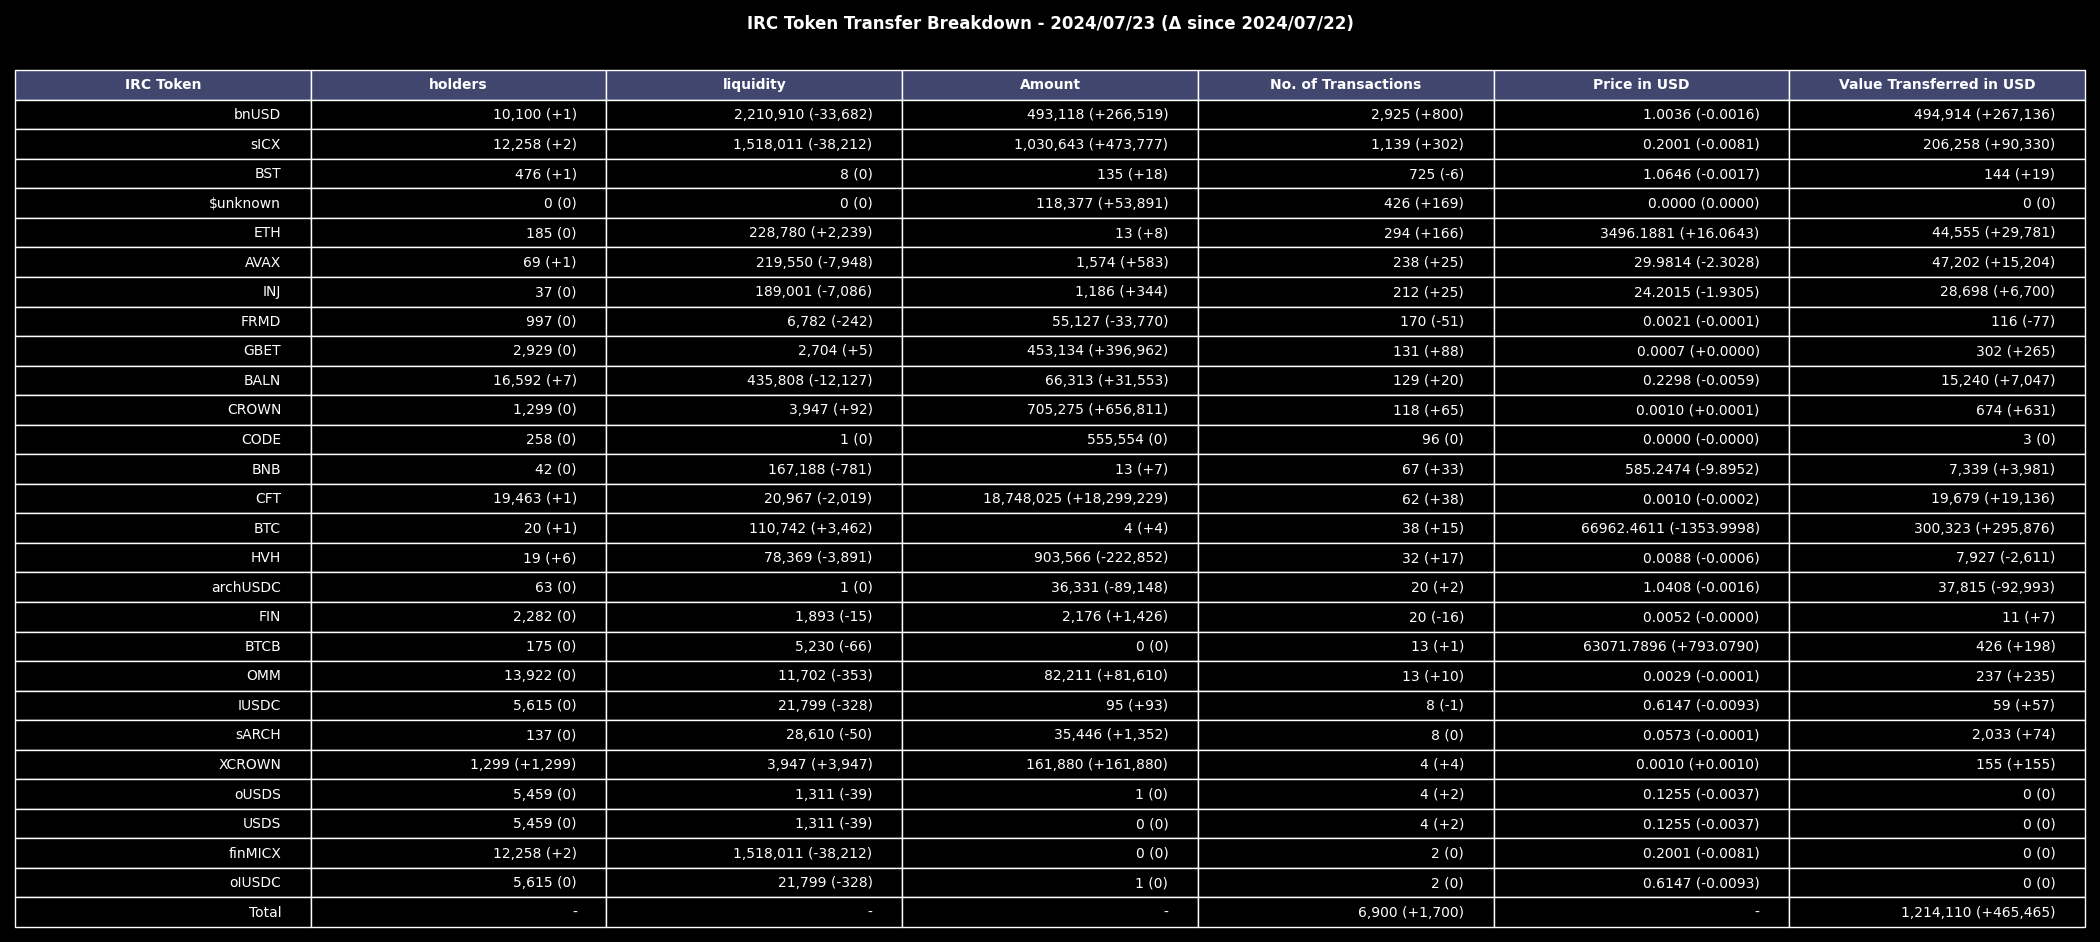 IRC Token Transfer Breakdown - 2024/07/23 (Δ since 2024/07/22)
IRC Token holders liquidity Amount No. of Transactions Price in USD Value Transferred in USD
bnUSD 10,100 (+1) 2,210,910 (-33,682) 493,118 (+266,519) 2,925 (+800) 1.0036 (-0.0016) 494,914 (+267,136)
sICX 12,258 (+2) 1,518,011 (-38,212) 1,030,643 (+473,777) 1,139 (+302) 0.2001 (-0.0081) 206,258 (+90,330)
BST 476 (+1) 8 (0) 135 (+18) 725 (-6) 1.0646 (-0.0017) 144 (+19)
$unknown 0 (0) 0 (0) 118,377 (+53,891) 426 (+169) 0.0000 (0.0000) 0 (0)
ETH 185 (0) 228,780 (+2,239) 13 (+8) 294 (+166) 3496.1881 (+16.0643) 44,555 (+29,781)
AVAX 69 (+1) 219,550 (-7,948) 1,574 (+583) 238 (+25) 29.9814 (-2.3028) 47,202 (+15,204)
INJ 37 (0) 189,001 (-7,086) 1,186 (+344) 212 (+25) 24.2015 (-1.9305) 28,698 (+6,700)
FRMD 997 (0) 6,782 (-242) 55,127 (-33,770) 170 (-51) 0.0021 (-0.0001) 116 (-77)
GBET 2,929 (0) 2,704 (+5) 453,134 (+396,962) 131 (+88) 0.0007 (+0.0000) 302 (+265)
BALN 16,592 (+7) 435,808 (-12,127) 66,313 (+31,553) 129 (+20) 0.2298 (-0.0059) 15,240 (+7,047)
CROWN 1,299 (0) 3,947 (+92) 705,275 (+656,811) 118 (+65) 0.0010 (+0.0001) 674 (+631)
CODE 258 (0) 1 (0) 555,554 (0) 96 (0) 0.0000 (-0.0000) 3 (0)
BNB 42 (0) 167,188 (-781) 13 (+7) 67 (+33) 585.2474 (-9.8952) 7,339 (+3,981)
CFT 19,463 (+1) 20,967 (-2,019) 18,748,025 (+18,299,229) 62 (+38) 0.0010 (-0.0002) 19,679 (+19,136)
BTC 20 (+1) 110,742 (+3,462) 4 (+4) 38 (+15) 66962.4611 (-1353.9998) 300,323 (+295,876)
HVH 19 (+6) 78,369 (-3,891) 903,566 (-222,852) 32 (+17) 0.0088 (-0.0006) 7,927 (-2,611)
archUSDC 63 (0) 1 (0) 36,331 (-89,148) 20 (+2) 1.0408 (-0.0016) 37,815 (-92,993)
FIN 2,282 (0) 1,893 (-15) 2,176 (+1,426) 20 (-16) 0.0052 (-0.0000) 11 (+7)
BTCB 175 (0) 5,230 (-66) 0 (0) 13 (+1) 63071.7896 (+793.0790) 426 (+198)
OMM 13,922 (0) 11,702 (-353) 82,211 (+81,610) 13 (+10) 0.0029 (-0.0001) 237 (+235)
IUSDC 5,615 (0) 21,799 (-328) 95 (+93) 8 (-1) 0.6147 (-0.0093) 59 (+57)
sARCH 137 (0) 28,610 (-50) 35,446 (+1,352) 8 (0) 0.0573 (-0.0001) 2,033 (+74)
XCROWN 1,299 (+1,299) 3,947 (+3,947) 161,880 (+161,880) 4 (+4) 0.0010 (+0.0010) 155 (+155)
oUSDS 5,459 (0) 1,311 (-39) 1 (0) 4 (+2) 0.1255 (-0.0037) 0 (0)
USDS 5,459 (0) 1,311 (-39) 0 (0) 4 (+2) 0.1255 (-0.0037) 0 (0)
finMICX 12,258 (+2) 1,518,011 (-38,212) 0 (0) 2 (0) 0.2001 (-0.0081) 0 (0)
oIUSDC 5,615 (0) 21,799 (-328) 1 (0) 2 (0) 0.6147 (-0.0093) 0 (0)
Total - - - 6,900 (+1,700) - 1,214,110 (+465,465)